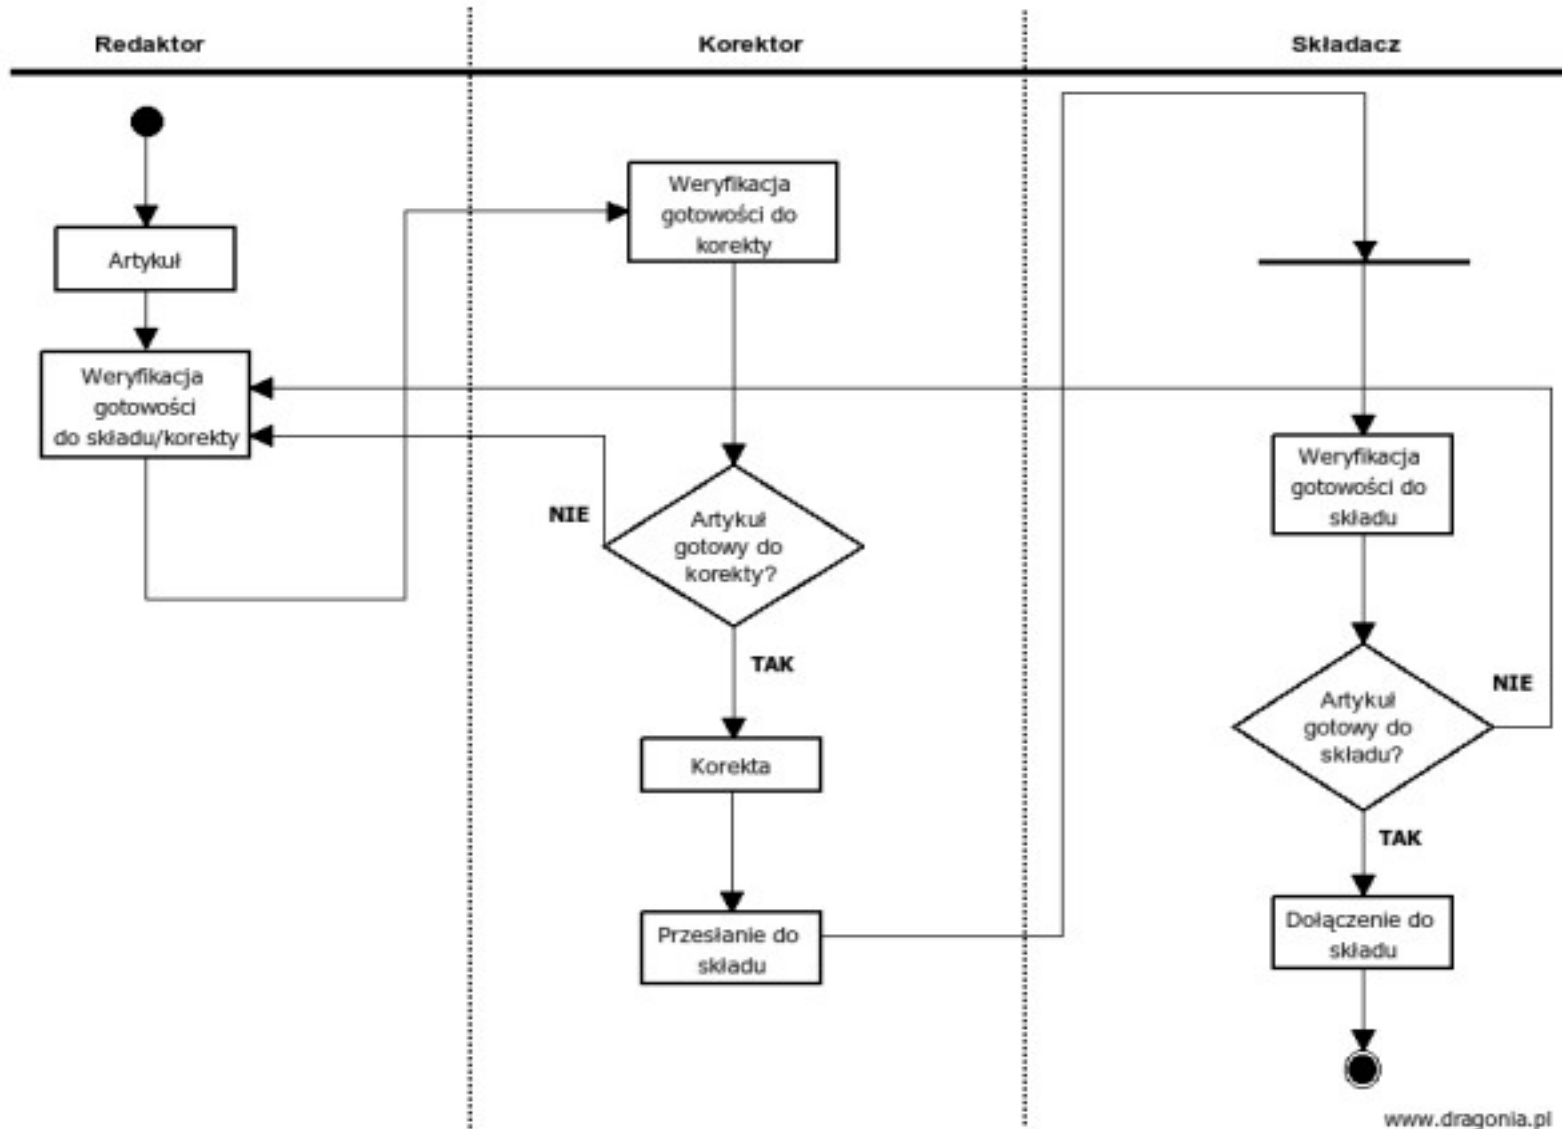 Redaktor
Korektor
Składacz
Artykuł
Weryfikacja
gotowości
do składu/korekty
Weryfikacja
gotowości do
korekty
NIE
Artykuł
gotowy do
korekty?
TAK
Korekta
Przesłanie do
składu
Weryfikacja
gotowości do
składu
Artykuł
gotowy do
składu?
NIE
TAK
Dołączenie do
składu
www.dragonia.pl